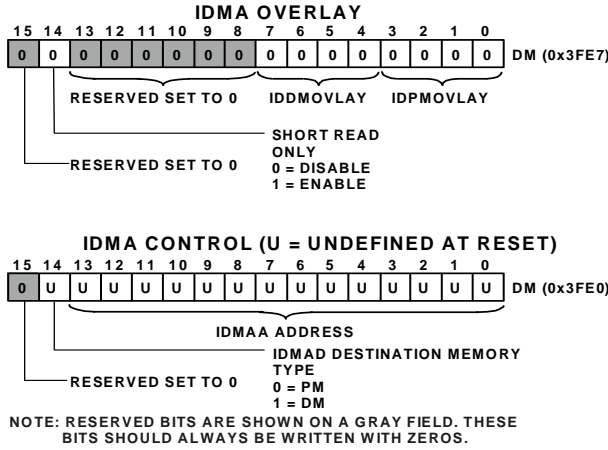 IDMA OVERLAY
15 14 13 12 11 10 9 8 7 6 5 4 3 2 1 0
0 0 0 0 0 0 0 0 0 0 0 0 0 0 0 0 DM (0x3FE7)
RESERVED SET TO 0 IDDMOVLAY IDPMOVLAY
SHORT READ
ONLY
RESERVED SET TO 0 0 = DISABLE
1 = ENABLE
IDMA CONTROL (U = UNDEFINED AT RESET)
15 14 13 12 11 10 9 8 7 6 5 4 3 2 1 0
0 U U U U U U U U U U U U U U U DM (0x3FE0)
IDMAA ADDRESS
IDMAD DESTINATION MEMORY
TYPE
RESERVED SET TO 0 0 = PM
1 = DM
NOTE: RESERVED BITS ARE SHOWN ON A GRAY FIELD. THESE
BITS SHOULD ALWAYS BE WRITTEN WITH ZEROS.